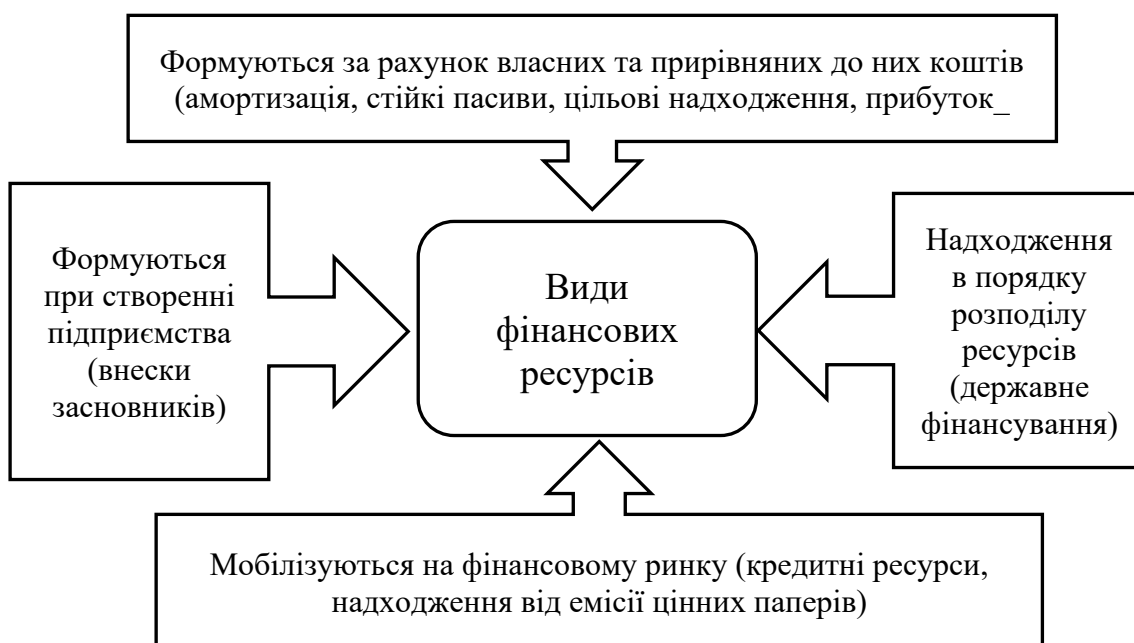 Формуються за рахунок власних та прирівняних до них коштів
(амортизація, стійкі пасиви, цільові надходження, прибуток_
Формуються
при створенні
підприємства
(внески
засновників)
Види
фінансових
ресурсів
Надходження
в порядку
розподілу
ресурсів
(державне
фінансування)
Мобілізуються на фінансовому ринку (кредитні ресурси,
надходження від емісії цінних паперів)